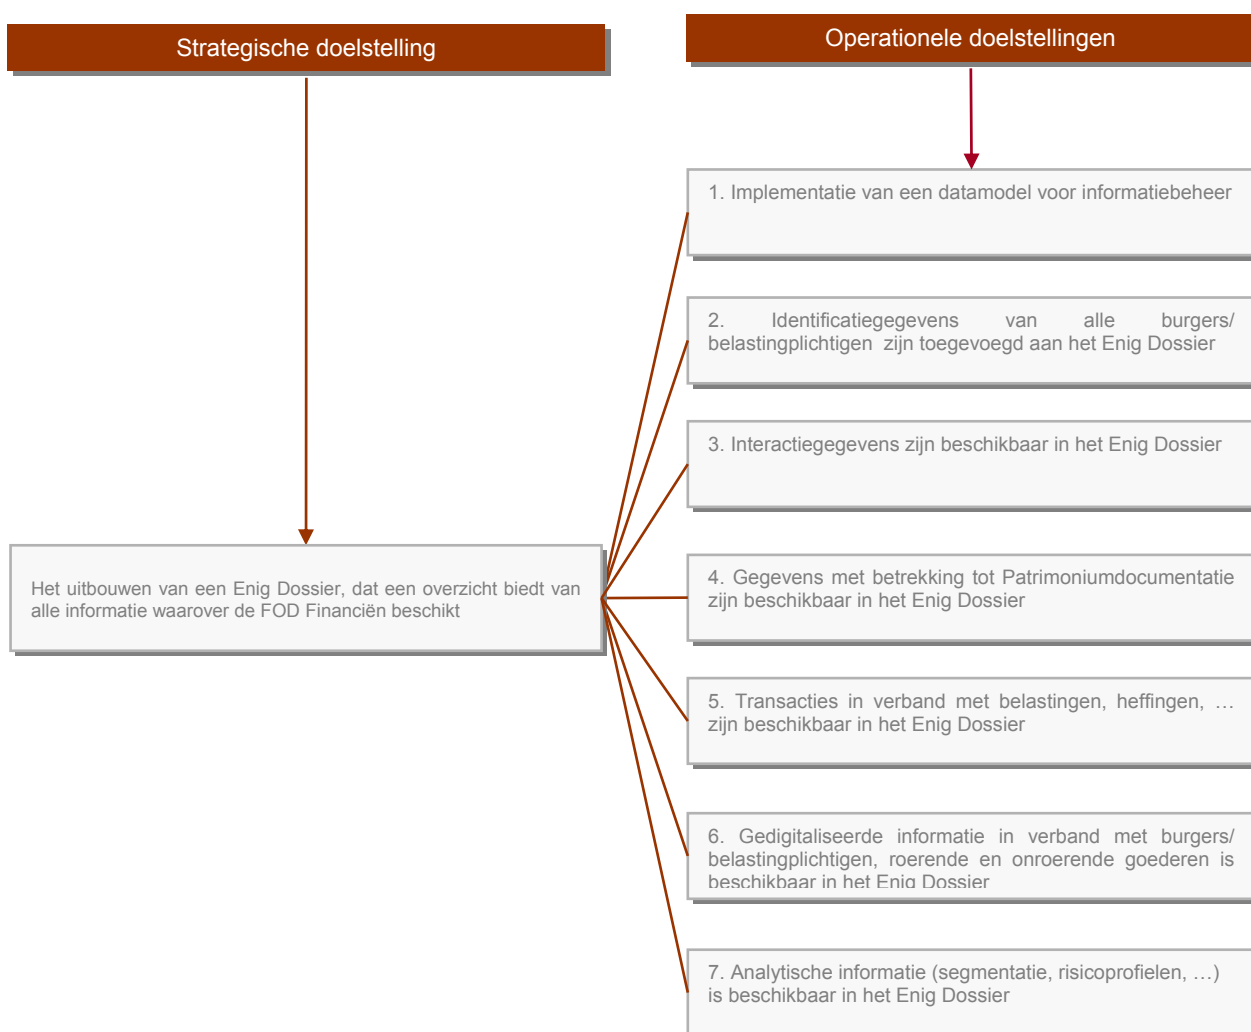 Strategische doelstelling
Operationele doelstellingen
Het uitbouwen van een Enig Dossier, dat een overzicht biedt van
alle informatie waarover de FOD Financiën beschikt
1. Implementatie van een datamodel voor informatiebeheer
2. Identificatiegegevens van alle burgers/
belastingplichtigen zijn toegevoegd aan het Enig Dossier
3. Interactiegegevens zijn beschikbaar in het Enig Dossier
4. Gegevens met betrekking tot Patrimoniumdocumentatie
zijn beschikbaar in het Enig Dossier
5. Transacties in verband met belastingen, heffingen, …
zijn beschikbaar in het Enig Dossier
6. Gedigitaliseerde informatie in verband met burgers/
belastingplichtigen, roerende en onroerende goederen is
beschikbaar in het Enig Dossier
7. Analytische informatie (segmentatie, risicoprofielen, …)
is beschikbaar in het Enig Dossier